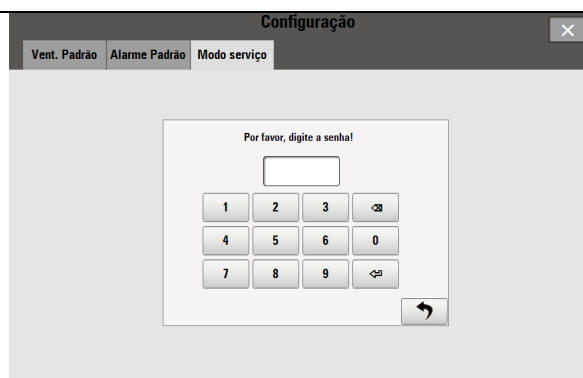 Configuração
Vent. Padrão Alarme Padrão Modo serviço
Por favor, digite a senha!
1 2 3
4 5 6 0
7 8 9